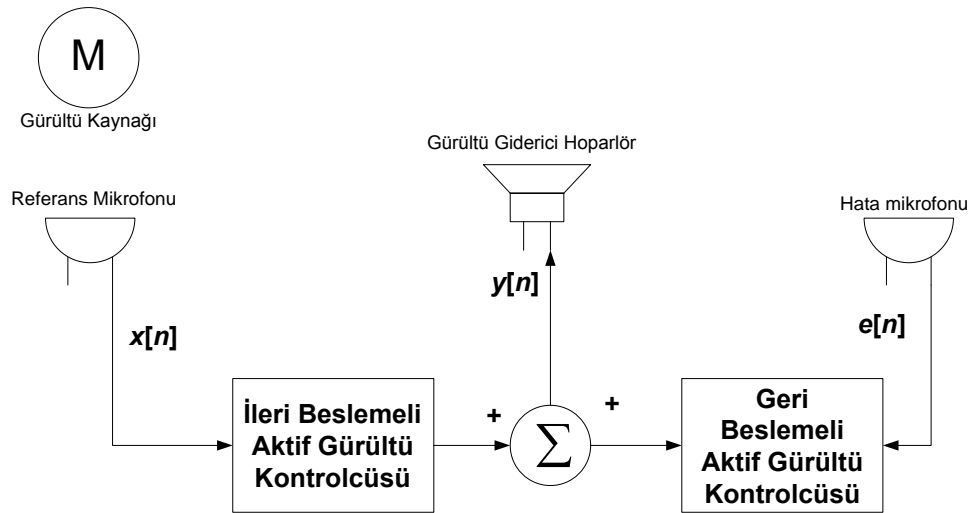 M
Gürültü Kaynağı
Gürültü Giderici Hoparlör
Referans Mikrofonu
Hata mikrofonu
y[n]
x[n]
e[n]
İleri Beslemeli
Aktif Gürültü
Kontrolcüsü
+
Σ
+
Geri
Beslemeli
Aktif Gürültü
Kontrolcüsü